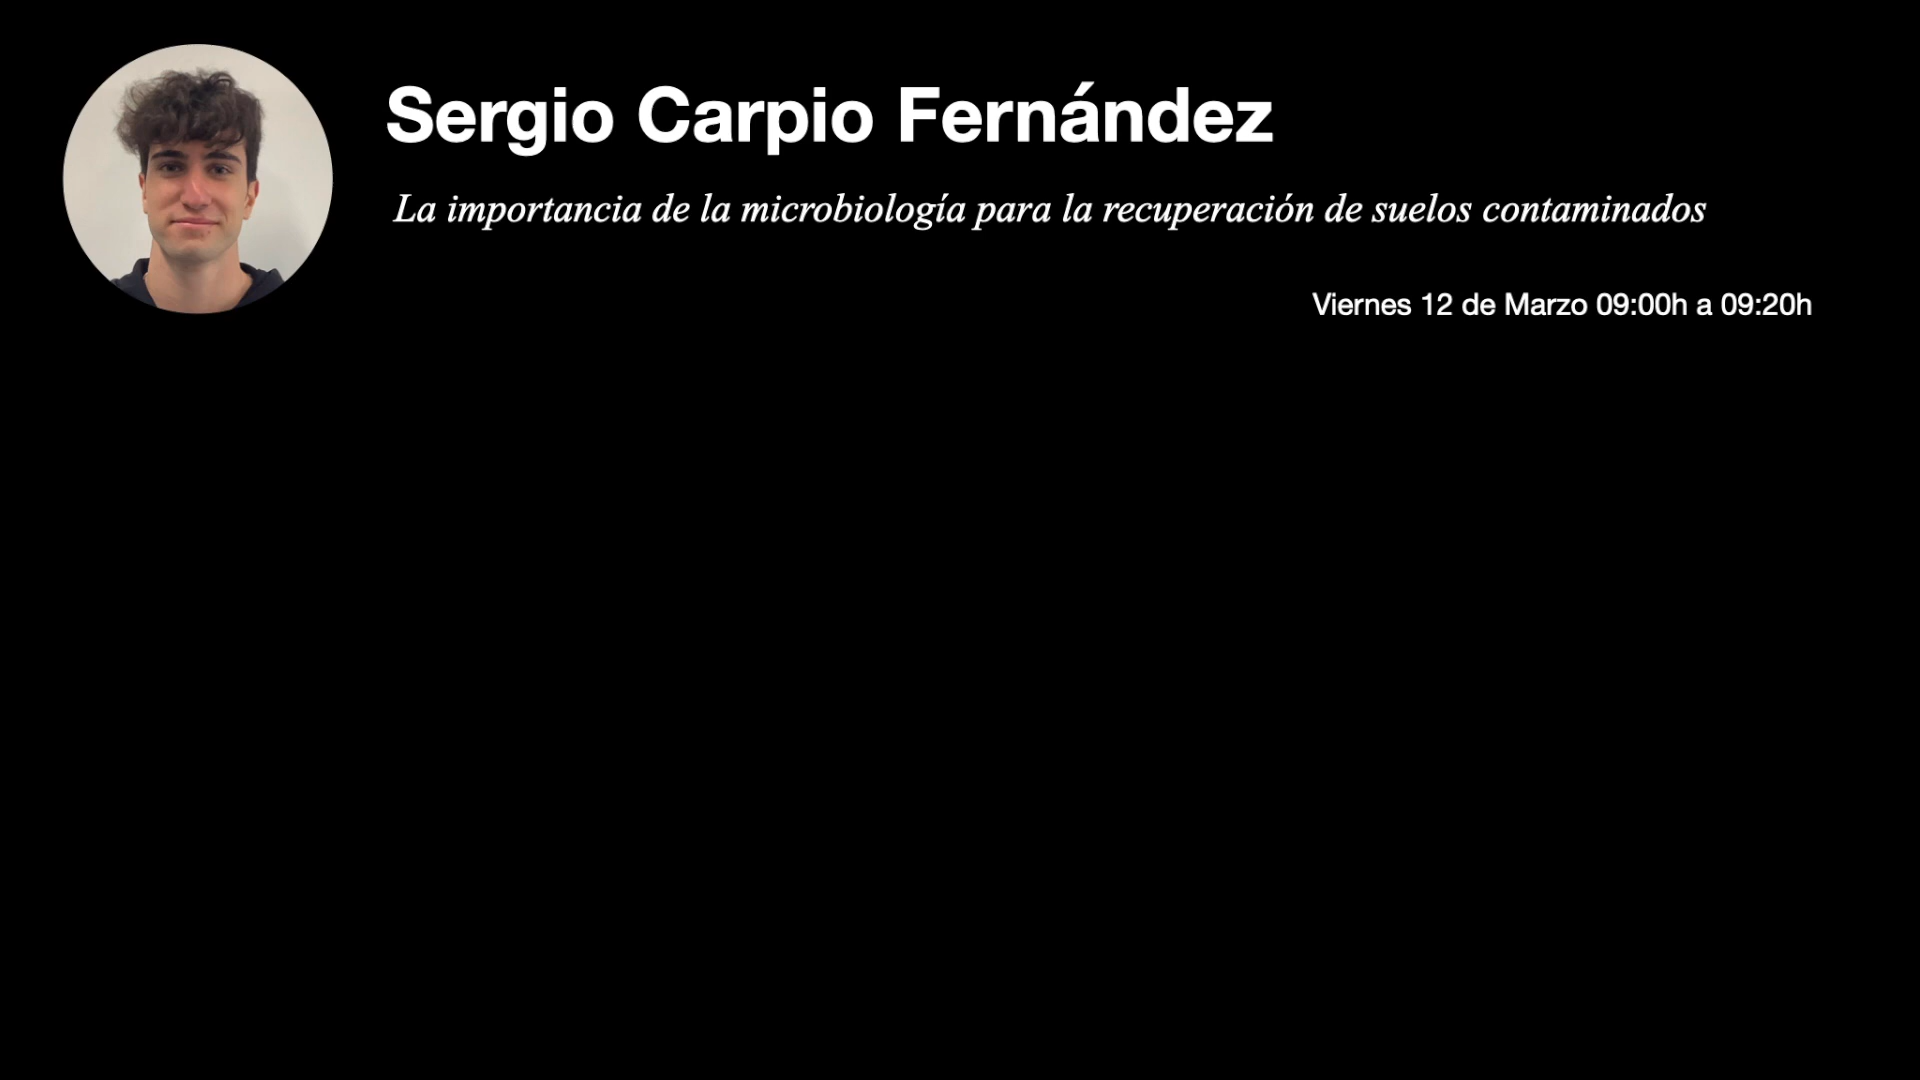 Sergio Carpio Fernández
La importancia de la microbiología para la recuperación de suelos contaminados
Viernes 12 de Marzo 09:00h a 09:20h